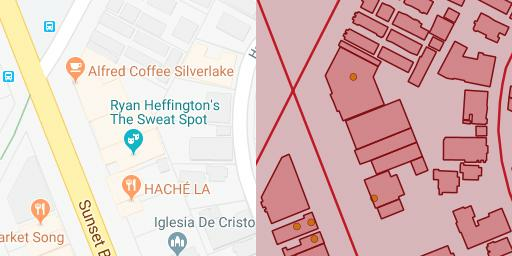 Alfred Coffee Silverlake
Ryan Heffington's
The Sweat Spot
HACHÉ LA
Sunset B
Iglesia De Cristo
arket Song
H